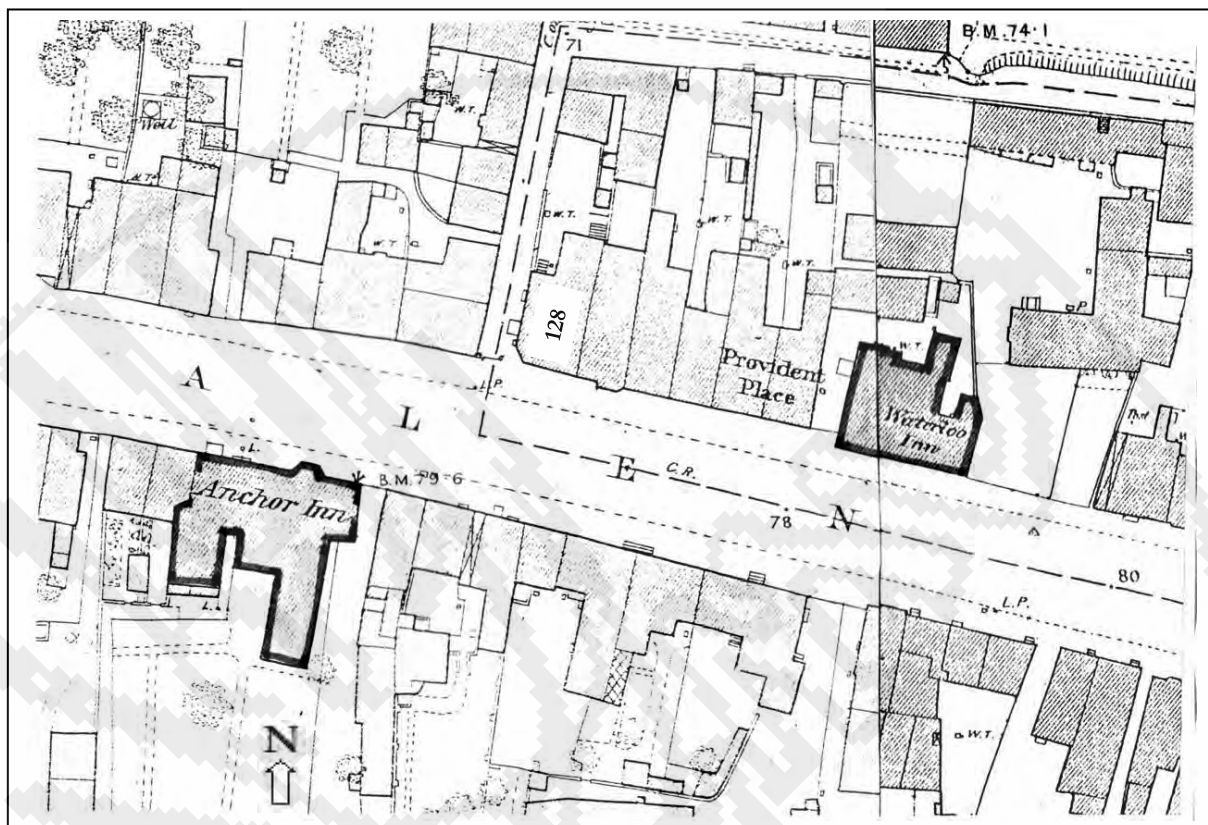 B.M. 74·1
71
Well
W.T.
W.T.
W.T.
W.T.
W.T.
W.T.
128
Provident
Place
W.T.
Waterloo
Inn
A L E N
L.P.
C.R.
L.
B.M. 79·6
Anchor Inn
78
80
L.P.
L.
P.
W.T.
N